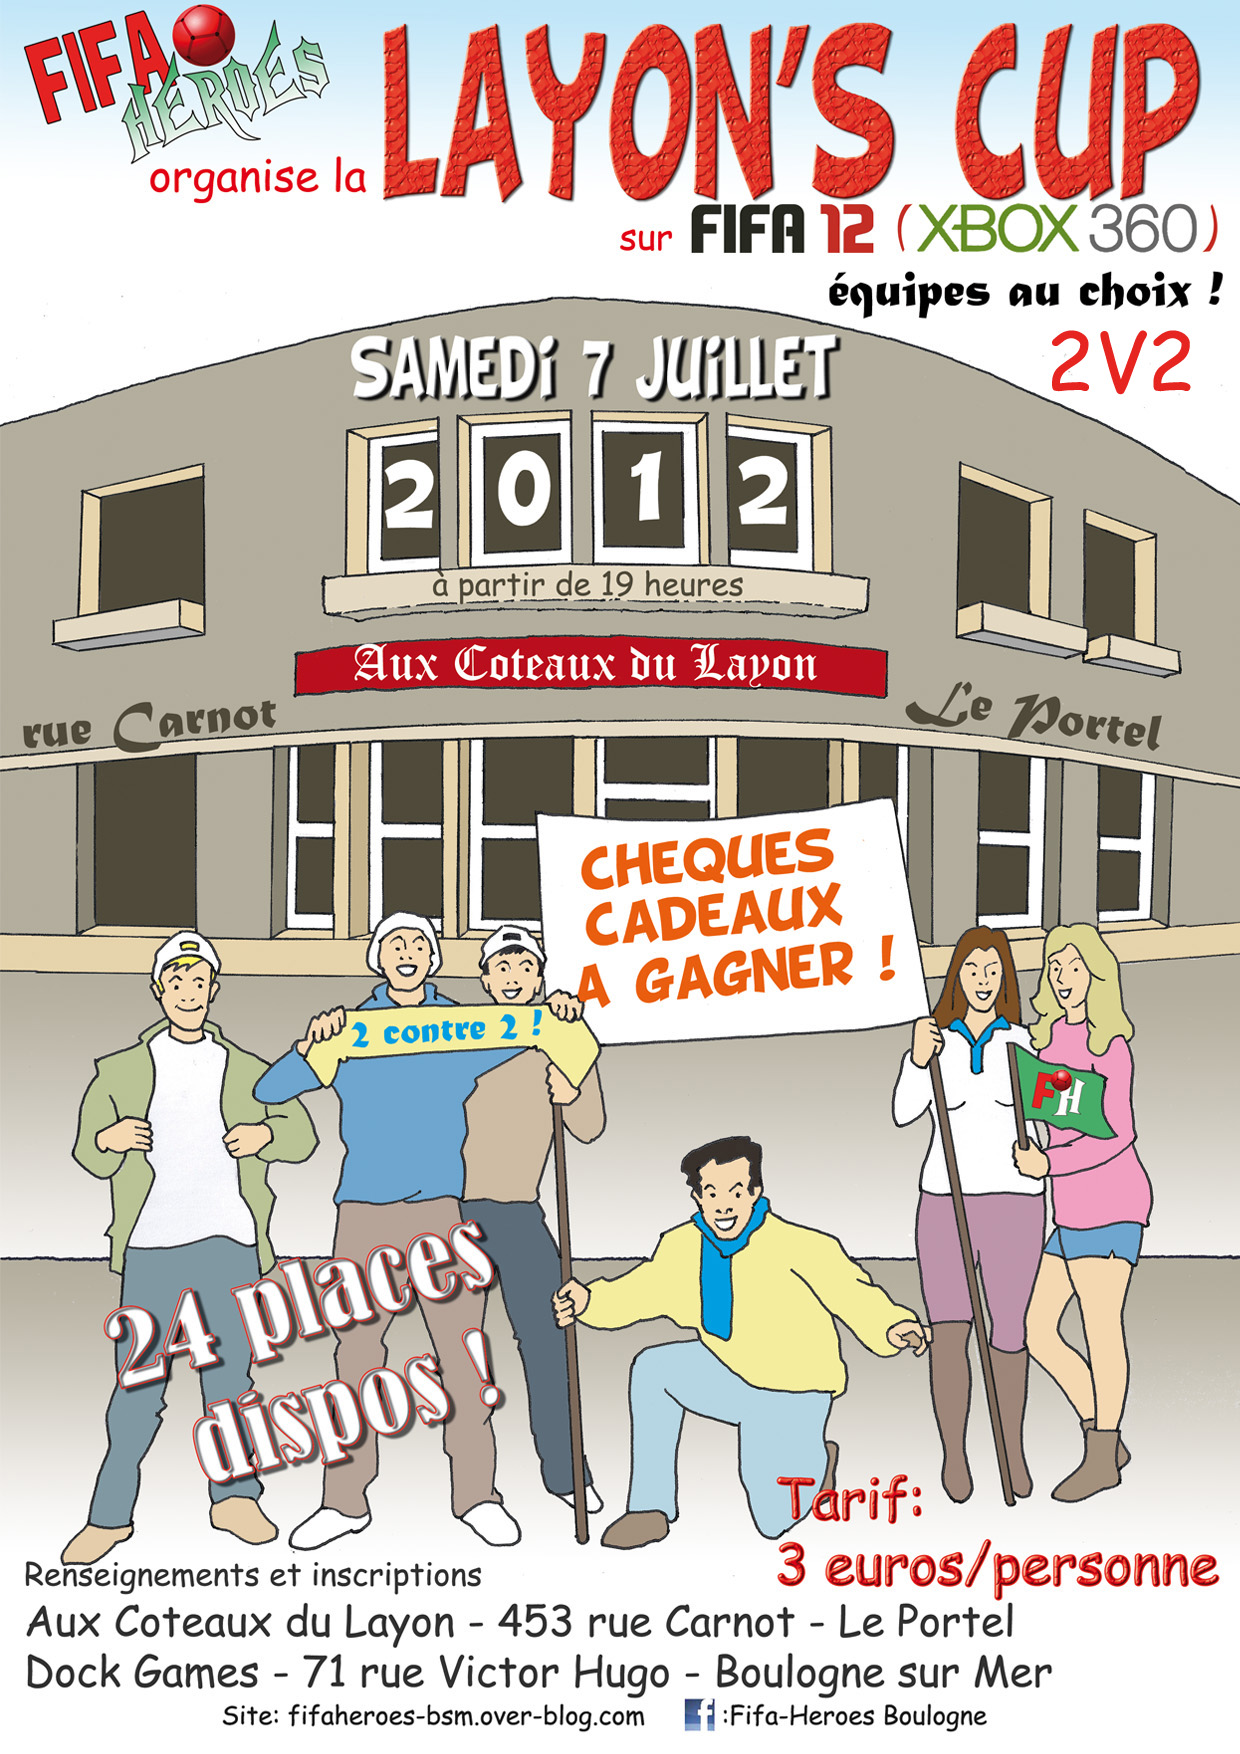 FIFA
HEROES
organise la
LAYON'S CUP
sur FIFA 12 (XBOX 360)
équipes au choix !
2V2
SAMEDI 7 JUILLET
2012
à partir de 19 heures
Aux Coteaux du Layon
rue Carnot
Le Portel
CHEQUES
CADEAUX
A GAGNER !
2 contre 2 !
FH
24 places
dispos !
Tarif:
3 euros/personne
Renseignements et inscriptions
Aux Coteaux du Layon - 453 rue Carnot - Le Portel
Dock Games - 71 rue Victor Hugo - Boulogne sur Mer
Site: fifaheroes-bsm.over-blog.com f :Fifa-Heroes Boulogne